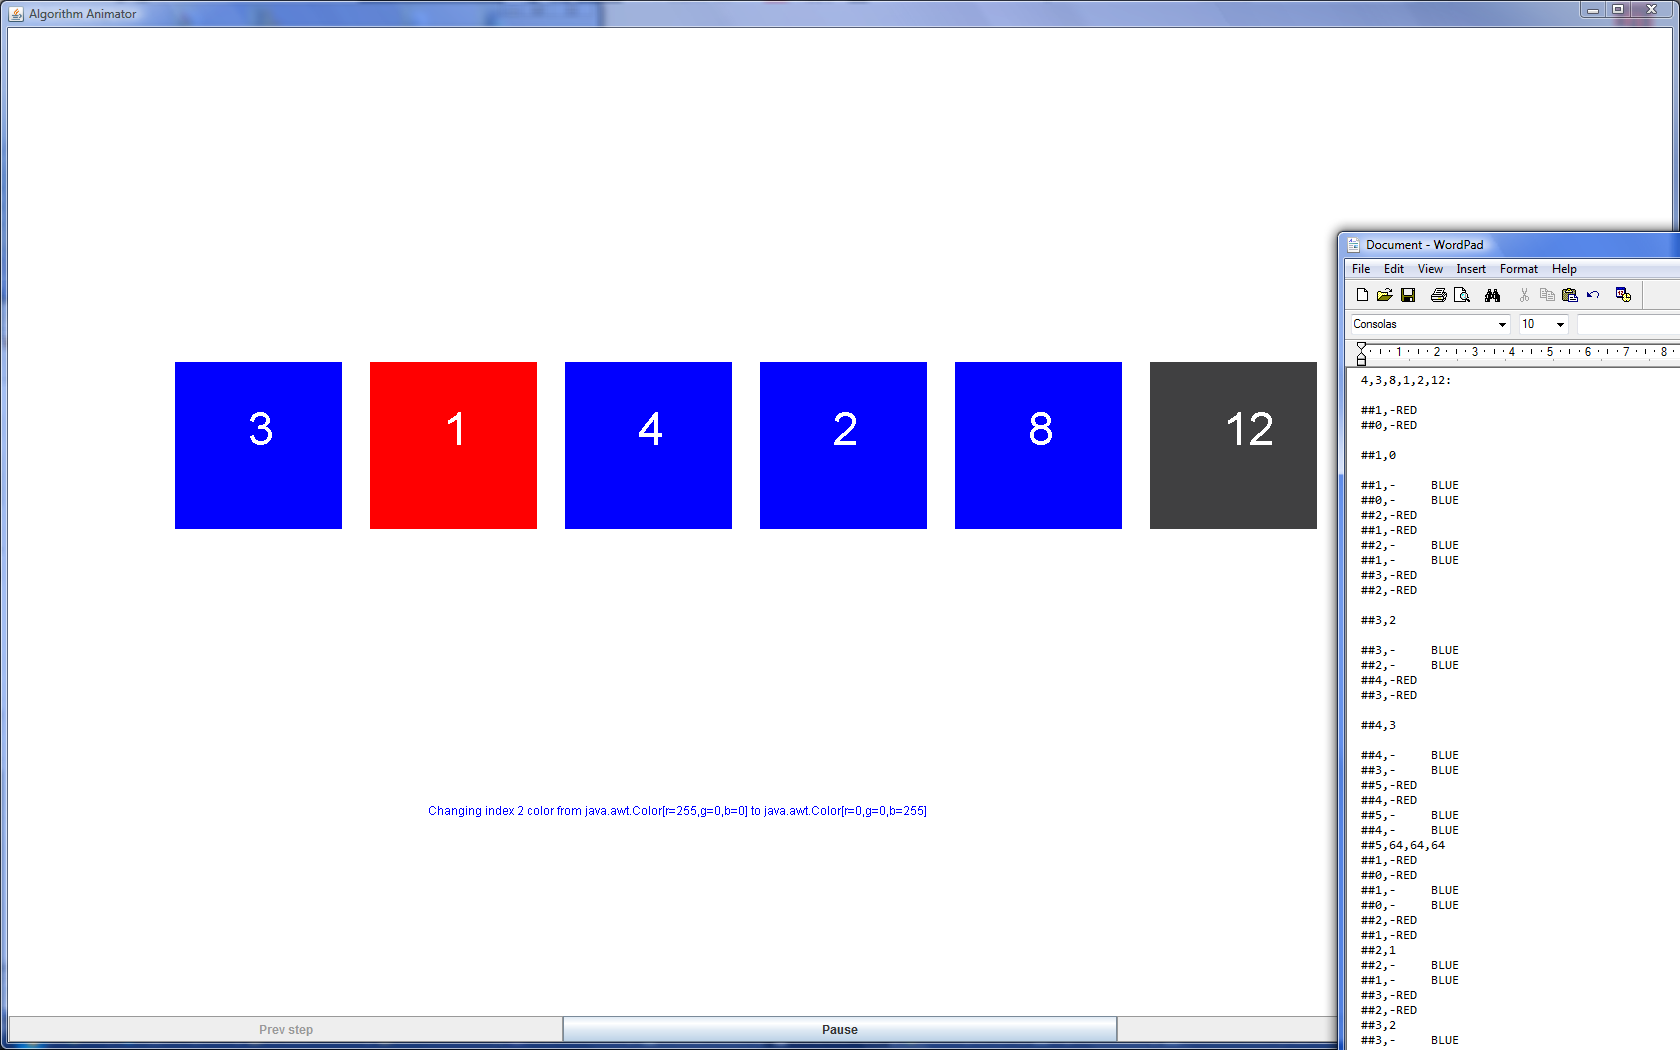 Algorithm Animator
3 1 4 2 8 12
Changing index 2 color from java.awt.Color[r=255,g=0,b=0] to java.awt.Color[r=0,g=0,b=255]
Prev step
Pause
Document - WordPad
File Edit View Insert Format Help
Consolas 10
1 2 3 4 5 6 7 8
4,3,8,1,2,12:
##1,-RED
##0,-RED
##1,0
##1,- BLUE
##0,- BLUE
##2,-RED
##1,-RED
##2,- BLUE
##1,- BLUE
##3,-RED
##2,-RED
##3,2
##3,- BLUE
##2,- BLUE
##4,-RED
##3,-RED
##4,3
##4,- BLUE
##3,- BLUE
##5,-RED
##4,-RED
##5,- BLUE
##4,- BLUE
##5,64,64,64
##1,-RED
##0,-RED
##1,- BLUE
##0,- BLUE
##2,-RED
##1,-RED
##2,1
##2,- BLUE
##1,- BLUE
##3,-RED
##2,-RED
##3,2
##3,- BLUE